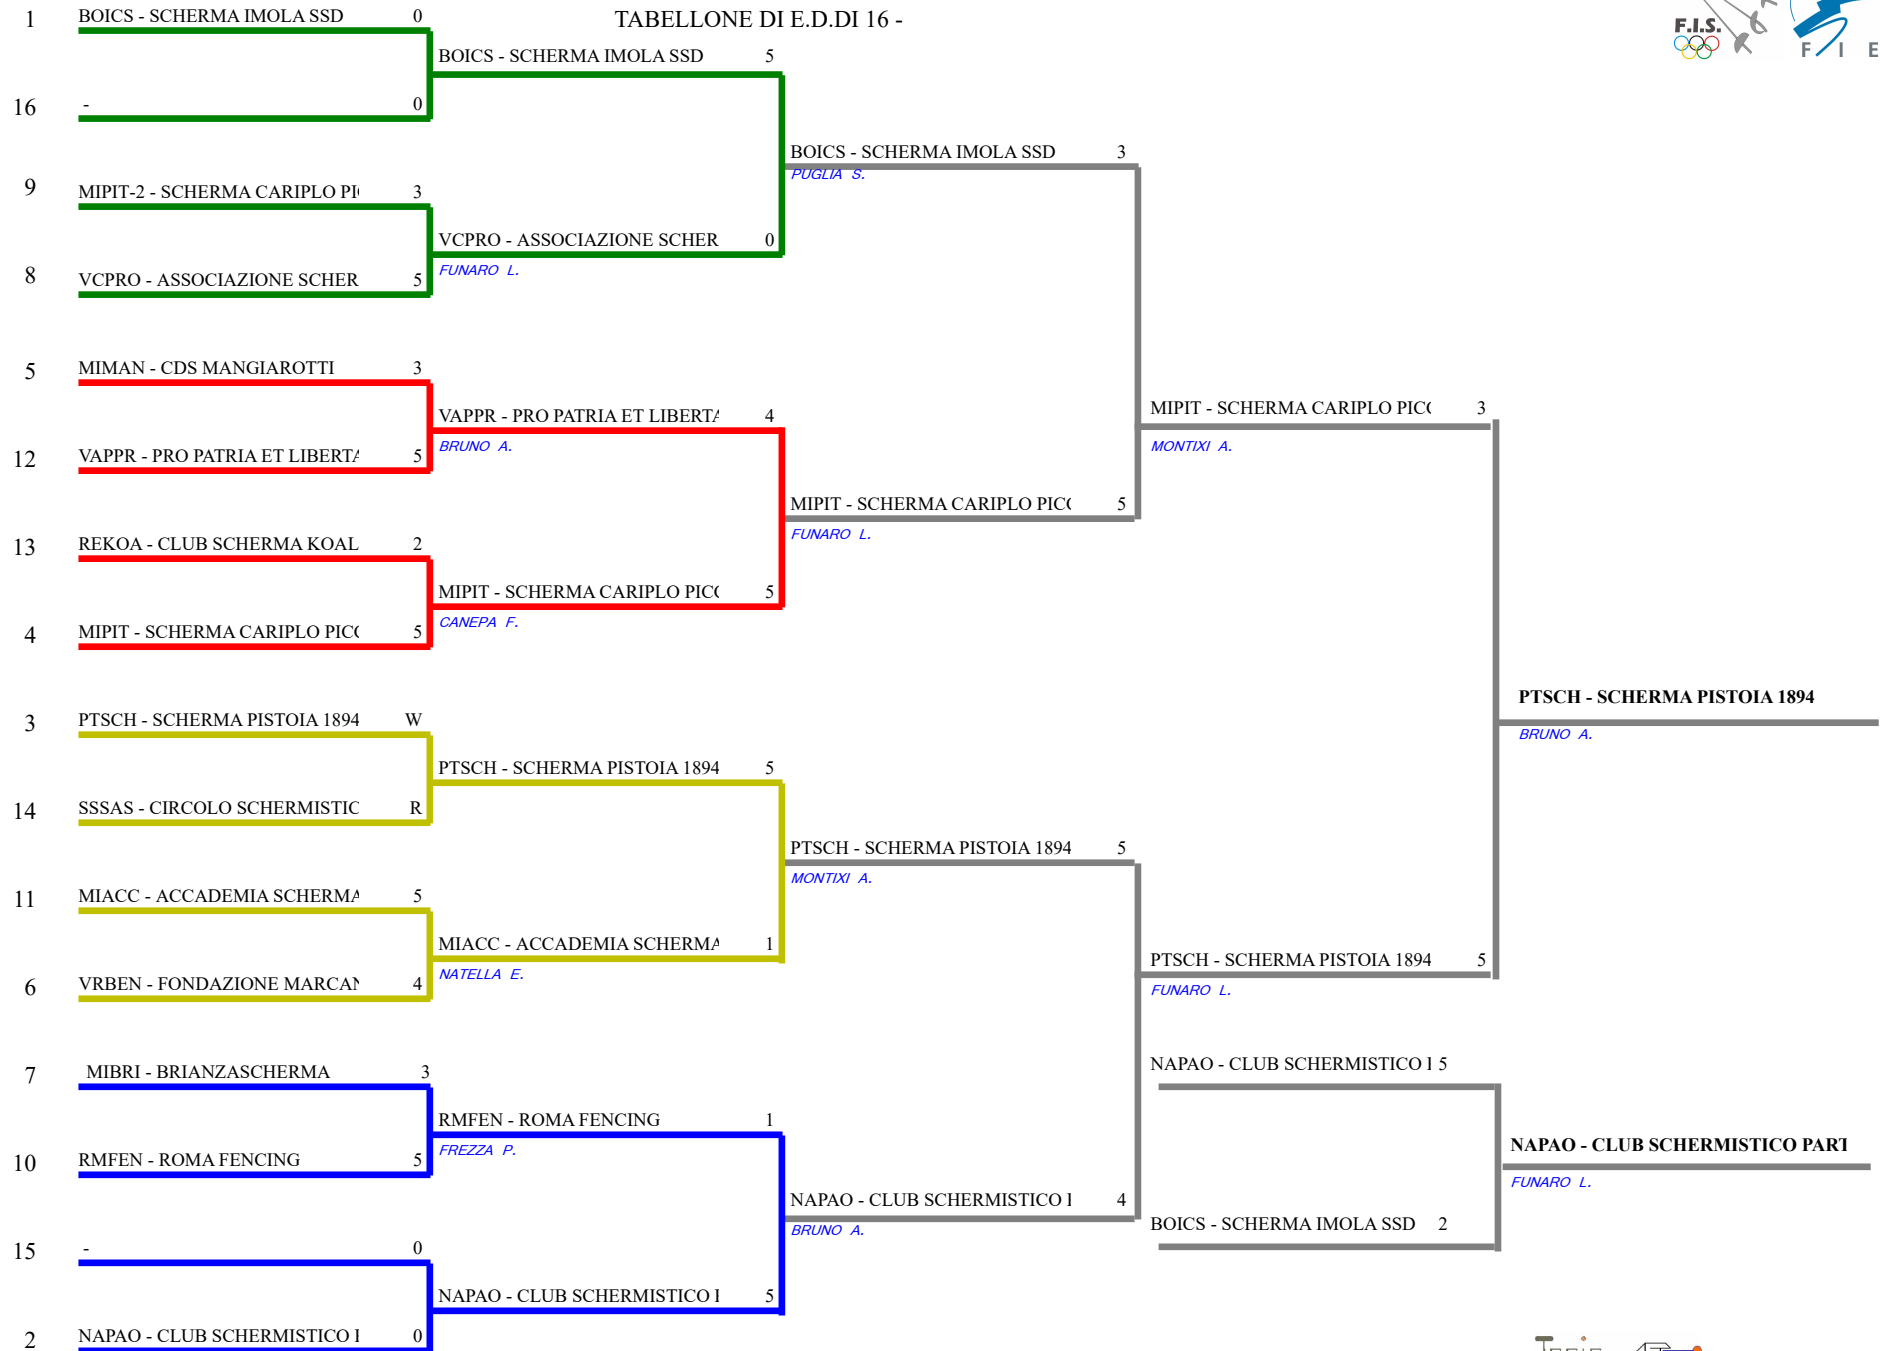 TABELLONE DI E.D.DI 16 -
F.I.S.
F I E
1 BOICS - SCHERMA IMOLA SSD 0
BOICS - SCHERMA IMOLA SSD 5
16 - 0
BOICS - SCHERMA IMOLA SSD 3
PUGLIA S.
9 MIPIT-2 - SCHERMA CARIPLO PI 3
VCPRO - ASSOCIAZIONE SCHER 0
FUNARO L.
8 VCPRO - ASSOCIAZIONE SCHER 5
5 MIMAN - CDS MANGIAROTTI 3
VAPPR - PRO PATRIA ET LIBERTA 4
BRUNO A.
MIPIT - SCHERMA CARIPLO PICC 3
MONTIXI A.
12 VAPPR - PRO PATRIA ET LIBERTA 5
MIPIT - SCHERMA CARIPLO PICC 5
FUNARO L.
13 REKOA - CLUB SCHERMA KOAL 2
MIPIT - SCHERMA CARIPLO PICC 5
CANEPA F.
4 MIPIT - SCHERMA CARIPLO PICC 5
PTSCH - SCHERMA PISTOIA 1894
BRUNO A.
3 PTSCH - SCHERMA PISTOIA 1894 W
PTSCH - SCHERMA PISTOIA 1894 5
14 SSSAS - CIRCOLO SCHERMISTIC R
PTSCH - SCHERMA PISTOIA 1894 5
MONTIXI A.
11 MIACC - ACCADEMIA SCHERMA 5
MIACC - ACCADEMIA SCHERMA 1
NATELLA E.
PTSCH - SCHERMA PISTOIA 1894 5
FUNARO L.
6 VRBEN - FONDAZIONE MARCAN 4
7 MIBRI - BRIANZASCHERMA 3
NAPAO - CLUB SCHERMISTICO 5
RMFEN - ROMA FENCING 1
FREZZA P.
NAPAO - CLUB SCHERMISTICO PART
FUNARO L.
10 RMFEN - ROMA FENCING 5
NAPAO - CLUB SCHERMISTICO 4
BRUNO A.
BOICS - SCHERMA IMOLA SSD 2
15 - 0
NAPAO - CLUB SCHERMISTICO 5
2 NAPAO - CLUB SCHERMISTICO 0